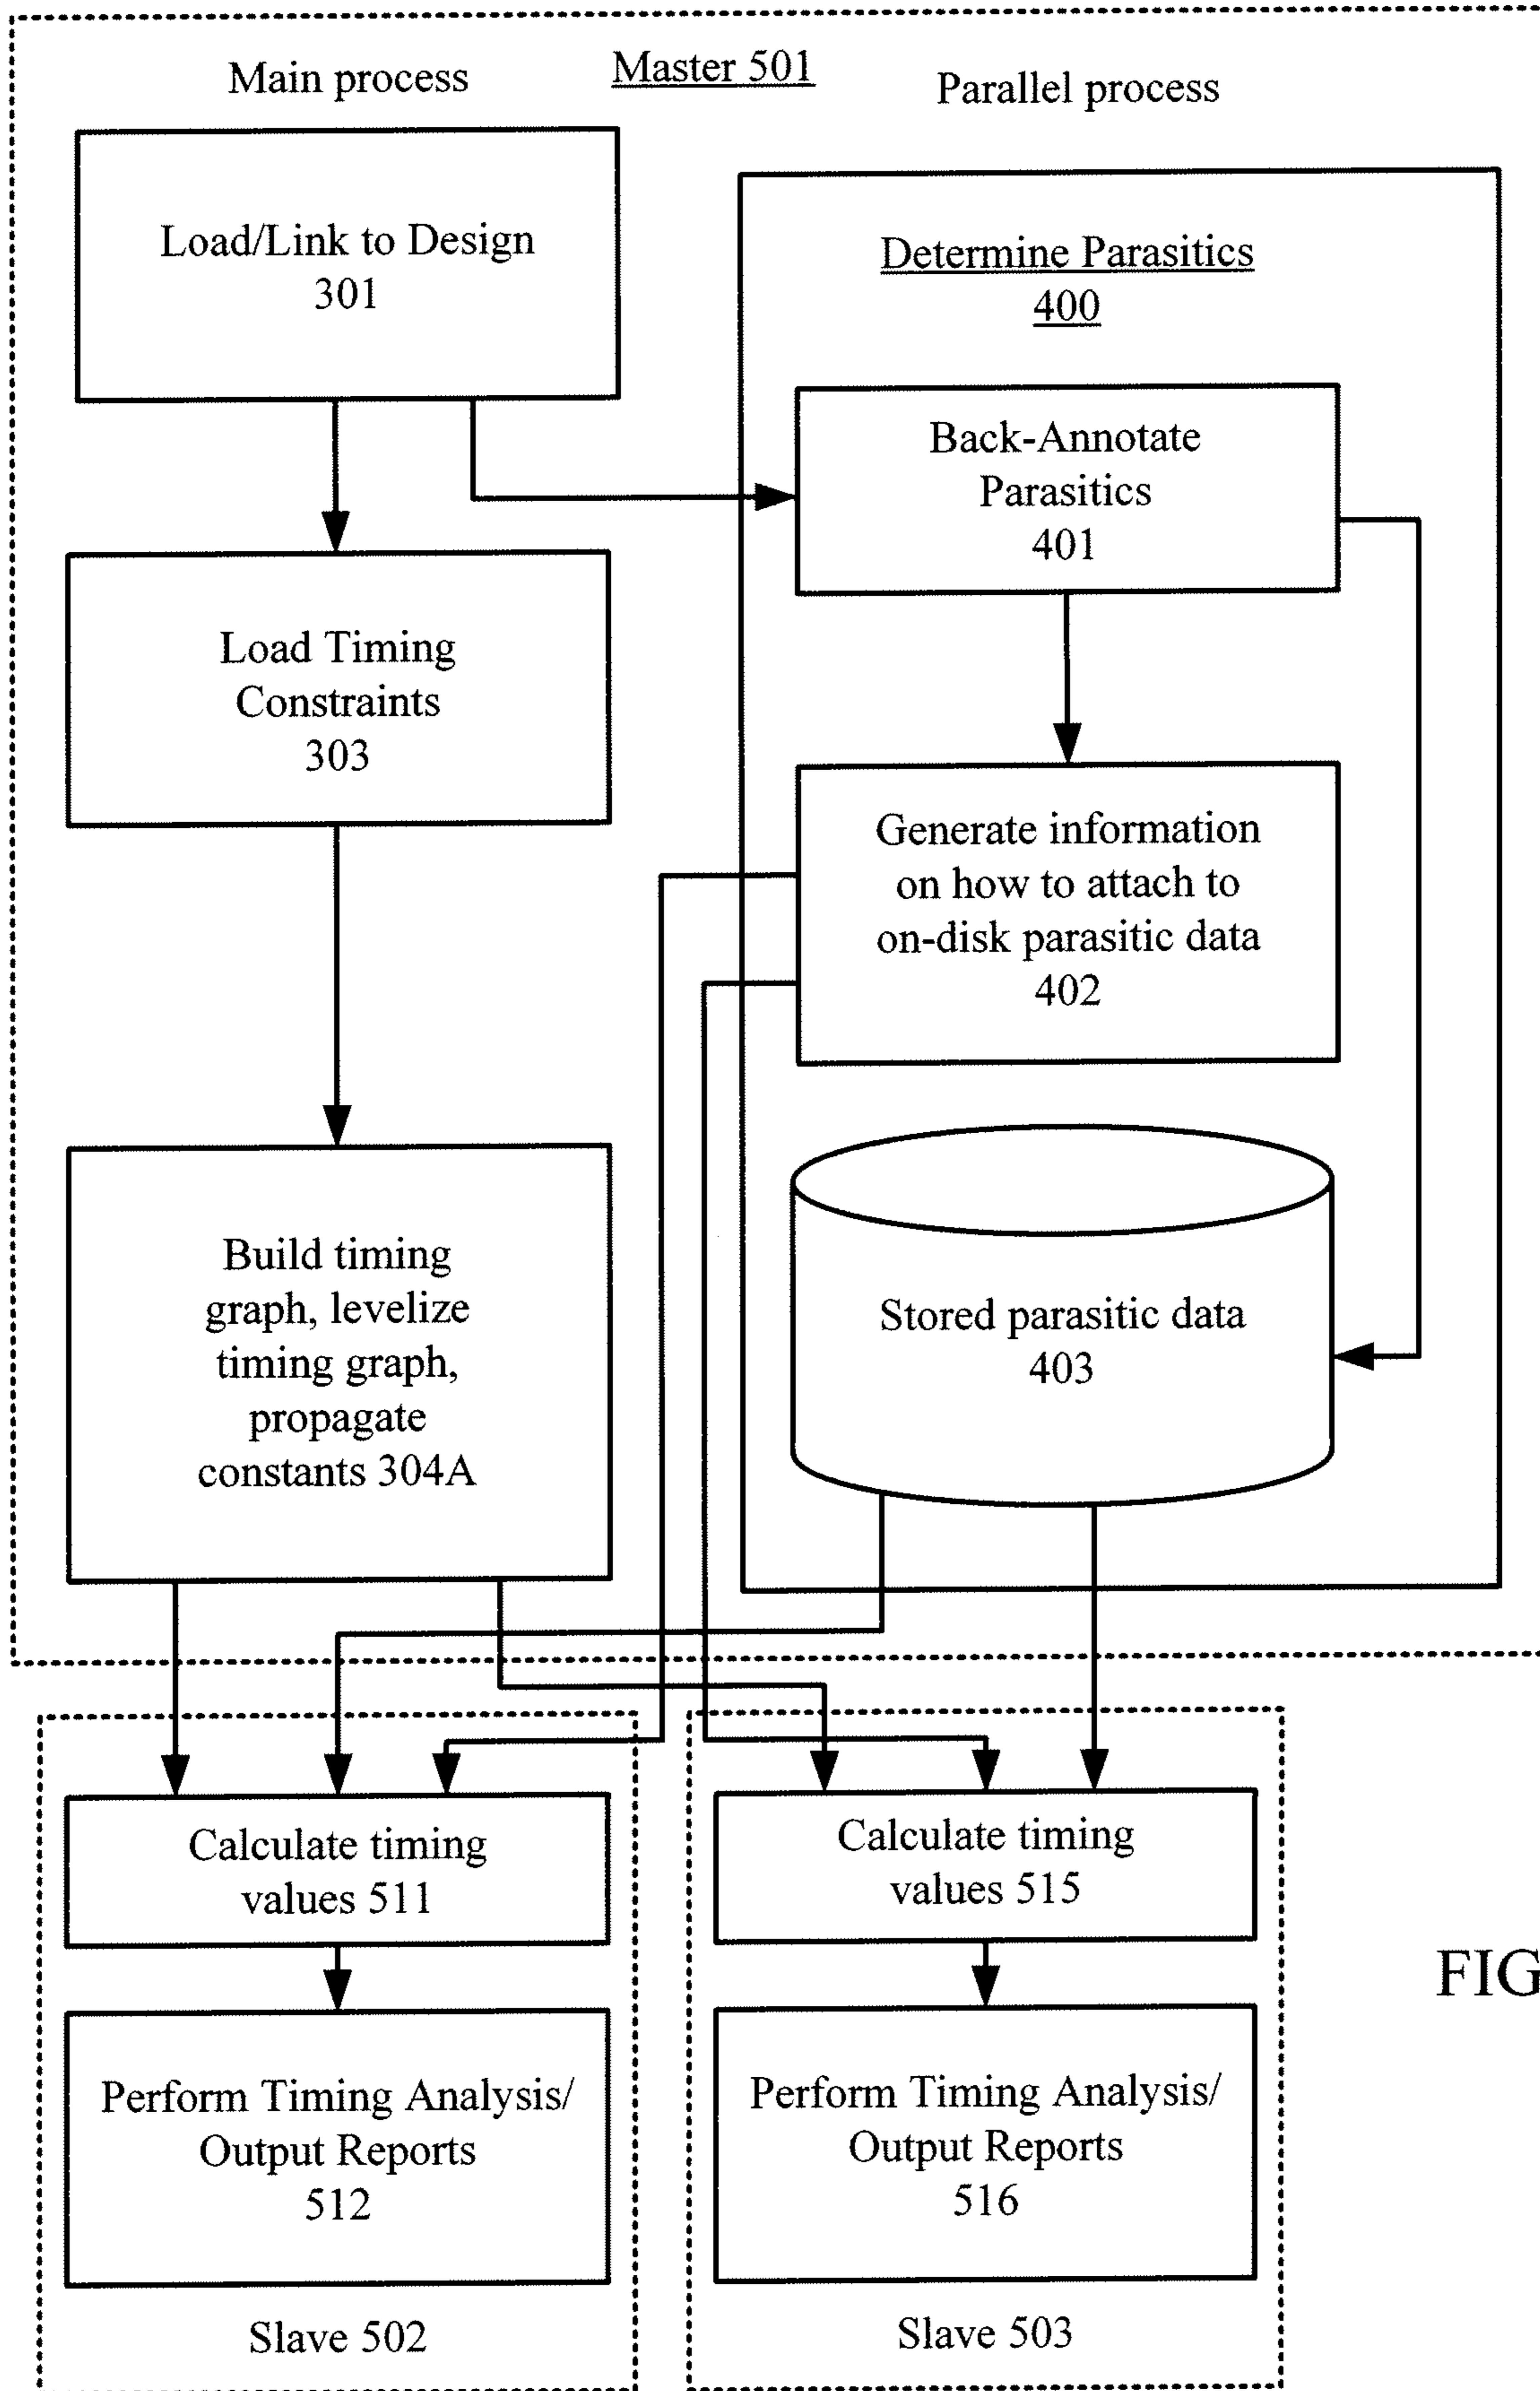 Main process
Master 501
Parallel process
Load/Link to Design
301
Determine Parasitics
400
Back-Annotate
Parasitics
401
Load Timing
Constraints
303
Generate information
on how to attach to
on-disk parasitic data
402
Build timing
graph, levelize
timing graph,
propagate
constants 304A
Stored parasitic data
403
Calculate timing
values 511
Perform Timing Analysis/
Output Reports
512
Slave 502
Calculate timing
values 515
Perform Timing Analysis/
Output Reports
516
Slave 503
FIG